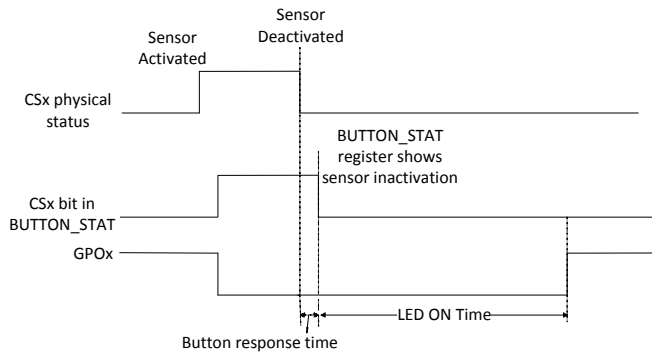 Sensor
Deactivated
Sensor
Activated
CSx physical
status
BUTTON_STAT
register shows
sensor inactivation
CSx bit in
BUTTON_STAT
GPOx
LED ON Time
Button response time